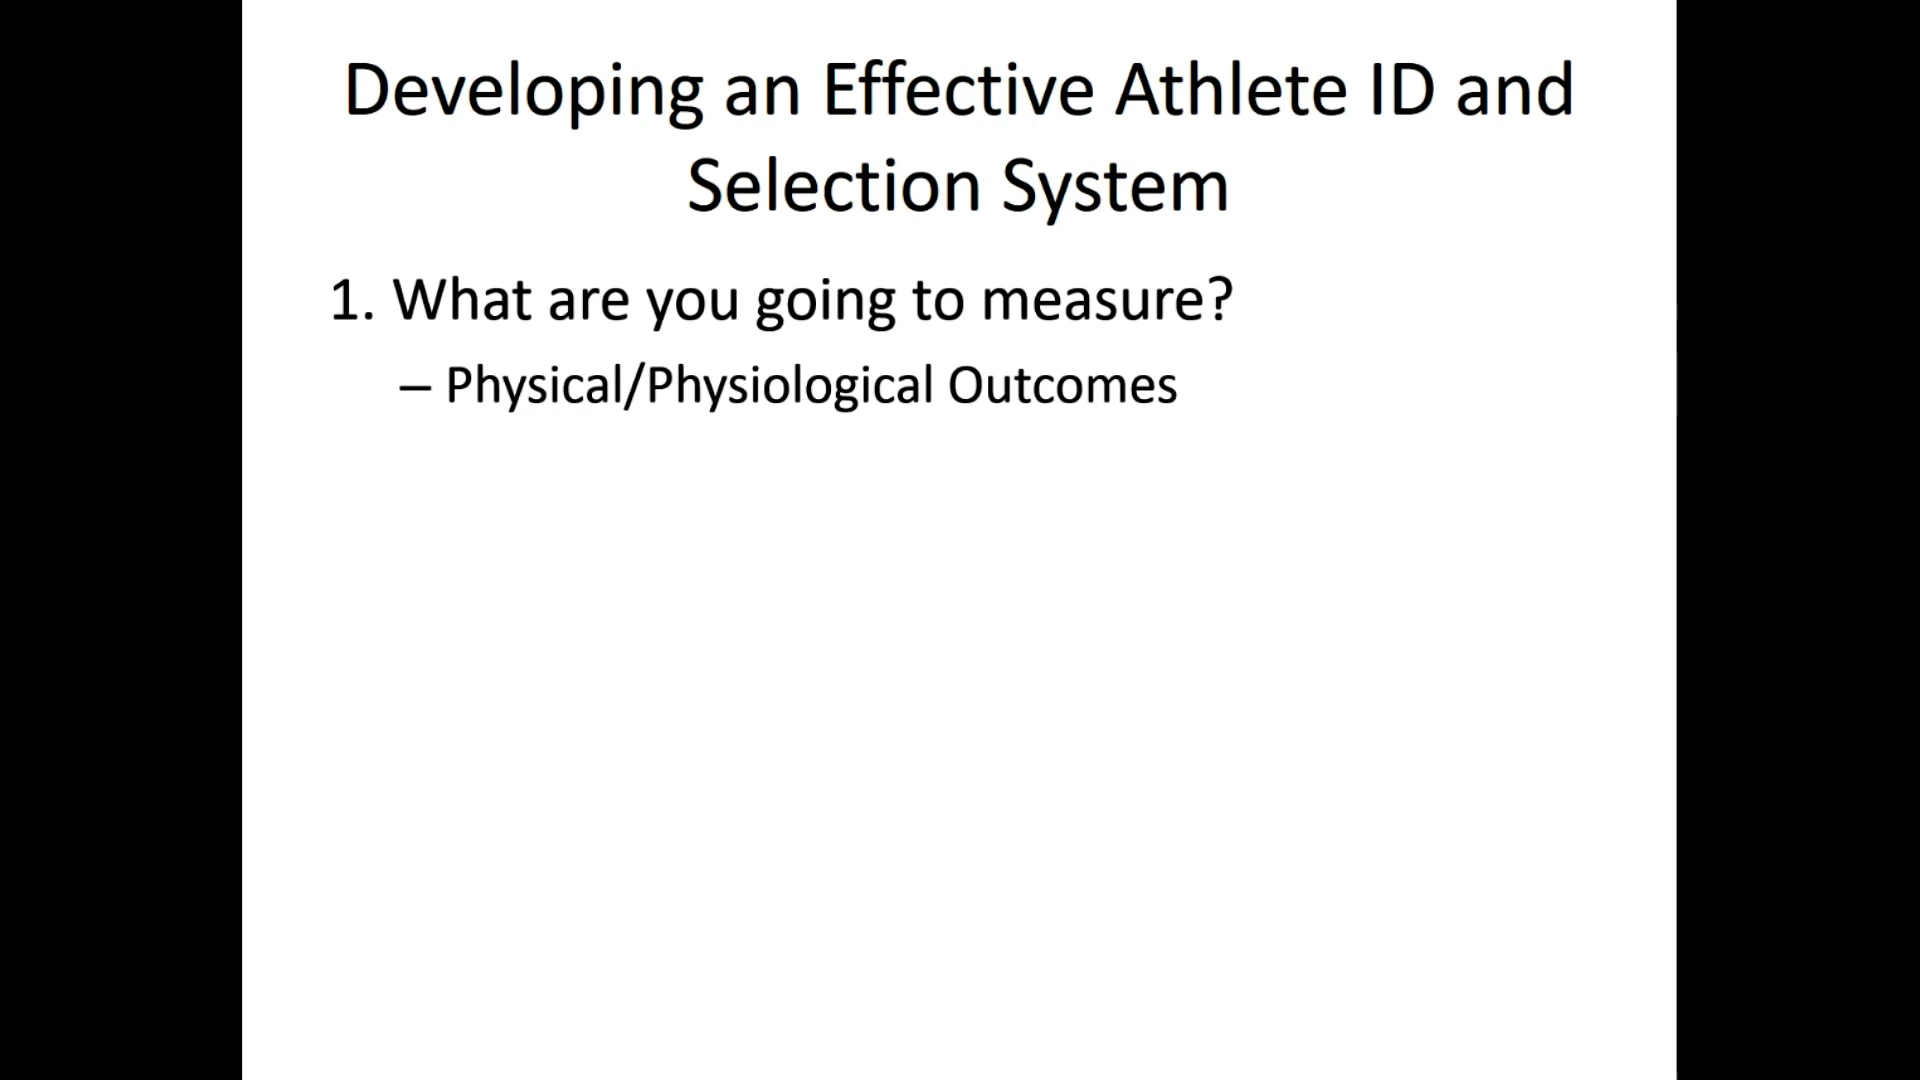 Developing an Effective Athlete ID and
Selection System
1. What are you going to measure?
– Physical/Physiological Outcomes